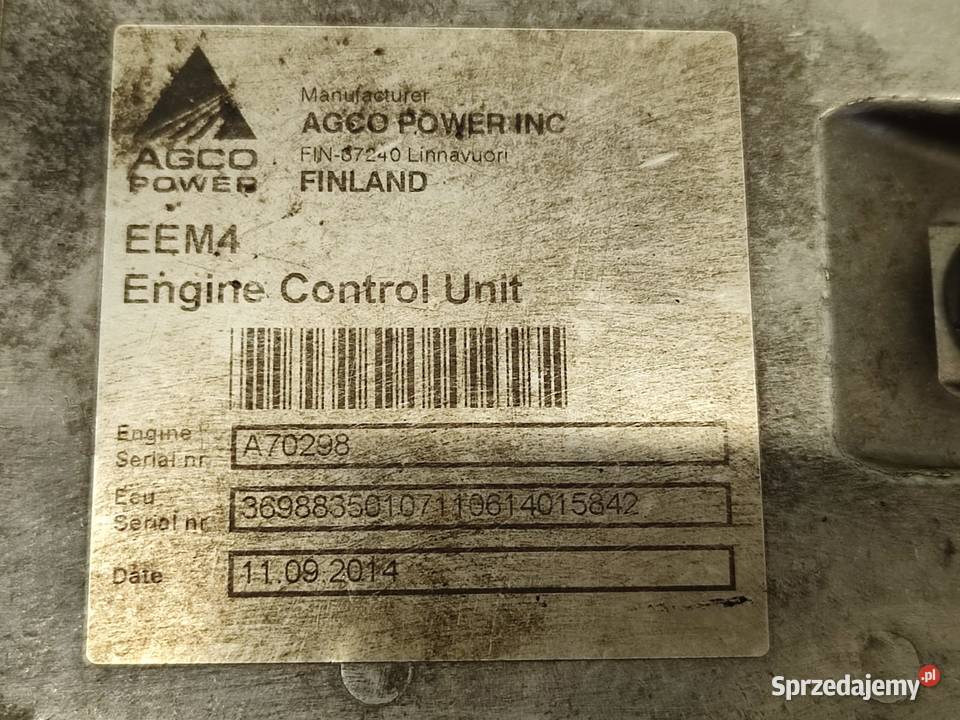 AGCO
POWER
Manufacturer
AGCO POWER INC
FIN-37240 Linnavuori
FINLAND
EEM4
Engine Control Unit
Engine
Serial nr
A70298
Ecu
Serial nr
36988350107110614015842
Date
11.09.2014
Sprzedajemy.pl